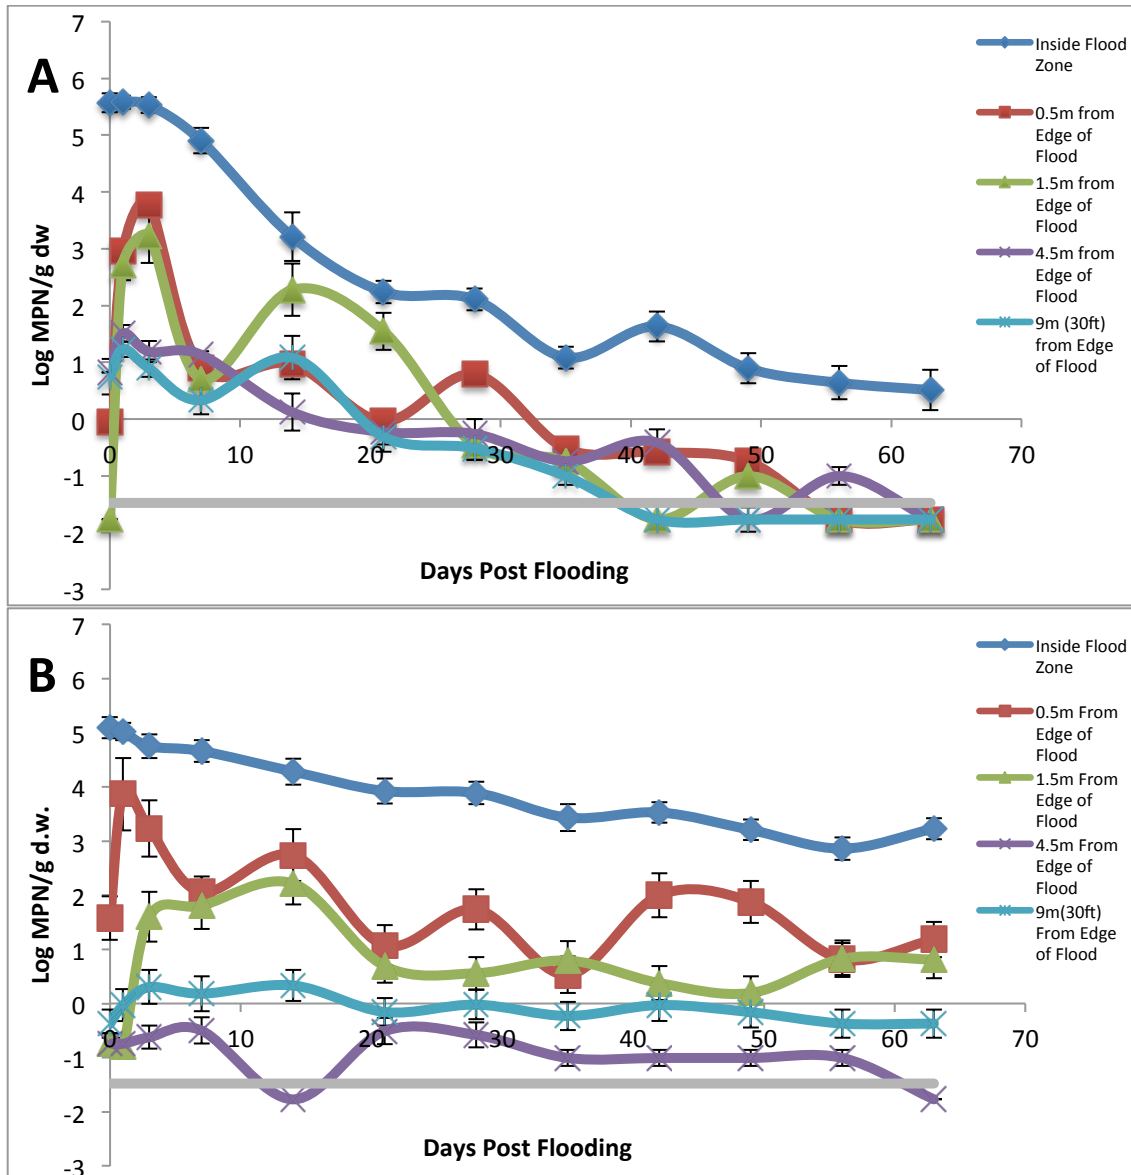 A
7
6
5
4
3
2
1
0
-1
-2
-3
Log MPN/g dw
0
10
20
30
40
50
60
70
Days Post Flooding
Inside Flood
Zone
0.5m from
Edge of
Flood
1.5m from
Edge of
Flood
4.5m from
Edge of
Flood
9m (30ft)
from Edge
of Flood
B
7
6
5
4
3
2
1
0
-1
-2
-3
Log MPN/g d.w.
0
10
20
30
40
50
60
70
Days Post Flooding
Inside Flood
Zone
0.5m From
Edge of
Flood
1.5m From
Edge of
Flood
4.5m From
Edge of
Flood
9m(30ft)
From Edge
of Flood